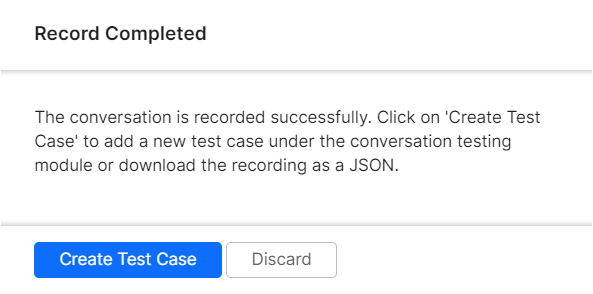 Record Completed
The conversation is recorded successfully. Click on 'Create Test
Case' to add a new test case under the conversation testing
module or download the recording as a JSON.
Create Test Case
Discard